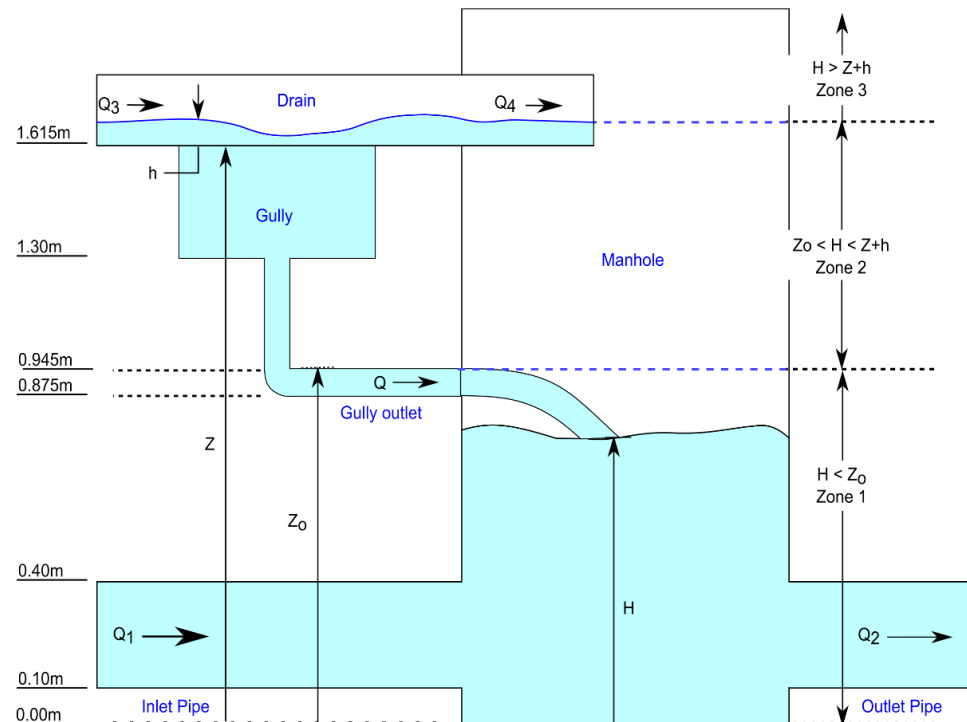 H > Z+h
Zone 3
Q3
Drain
Q4
1.615m
h
Gully
1.30m
Manhole
Zo < H < Z+h
Zone 2
0.945m
0.875m
Q
Gully outlet
Z
H < Zo
Zone 1
Zo
0.40m
H
Q1
Q2
0.10m
Inlet Pipe
Outlet Pipe
0.00m